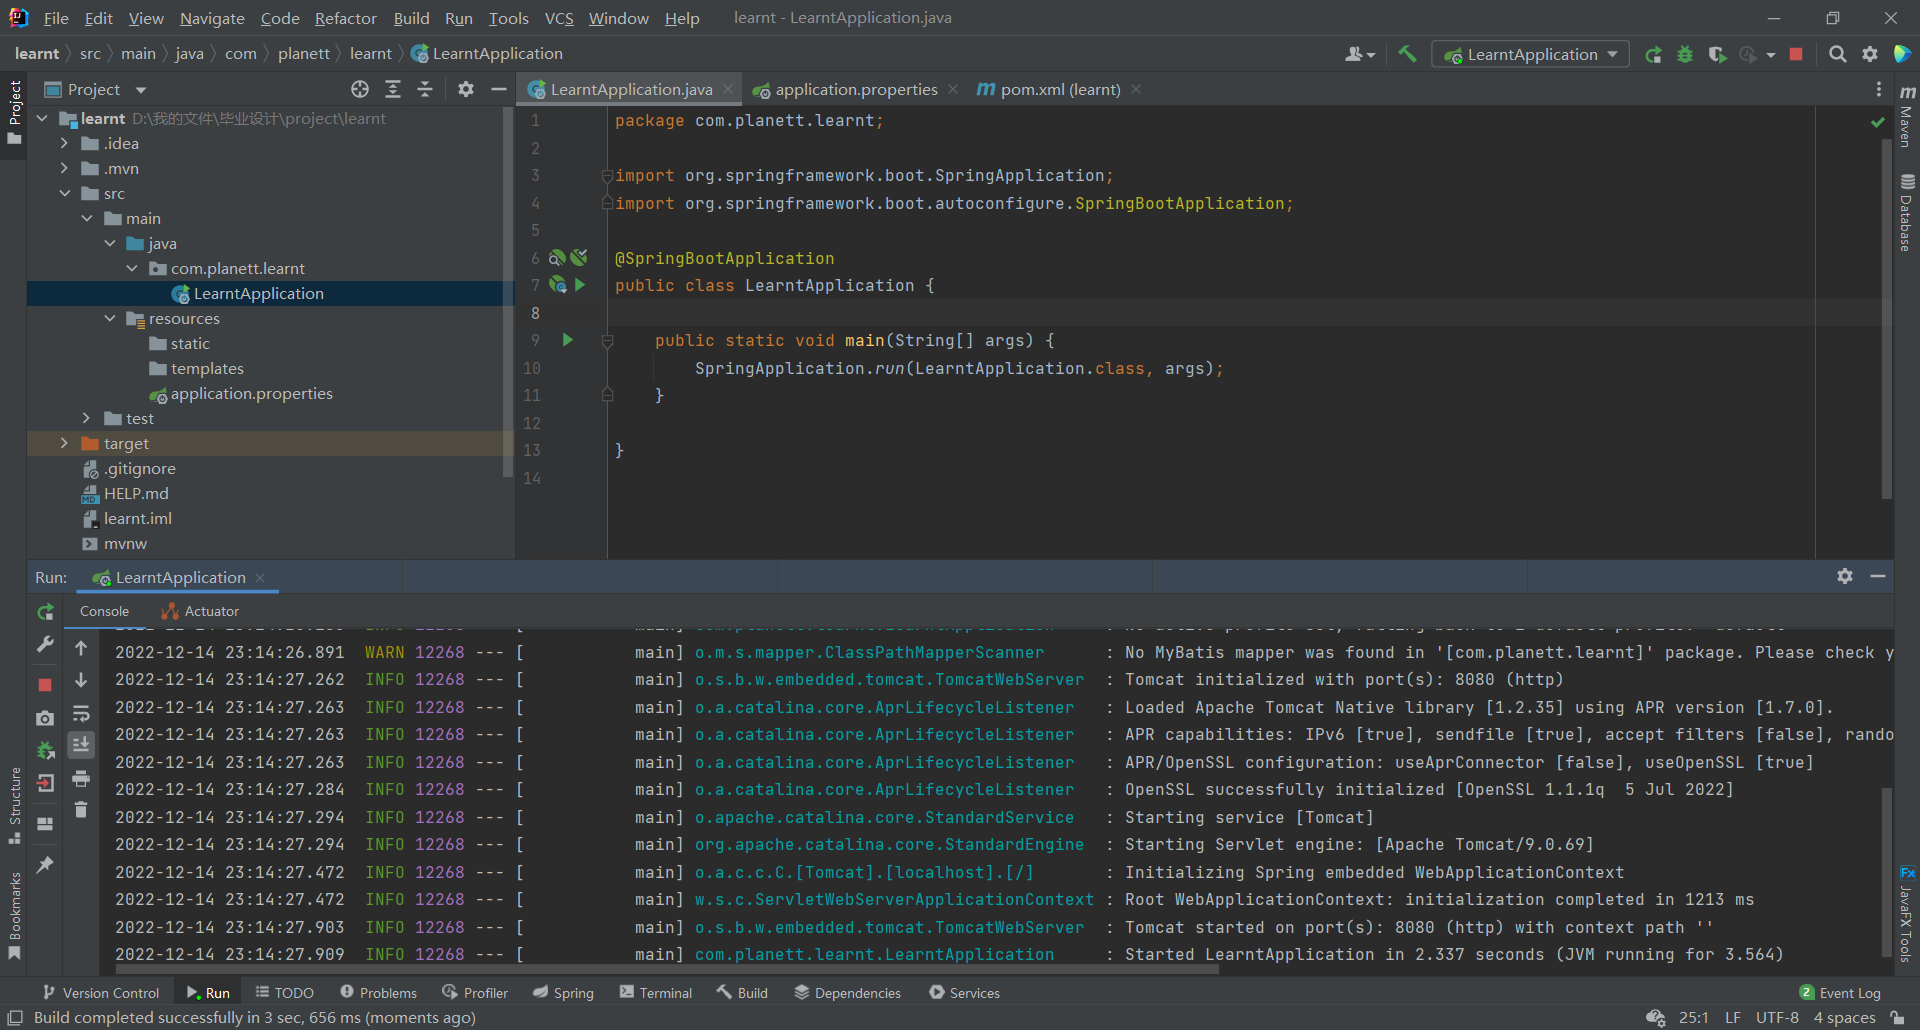 File Edit View Navigate Code Refactor Build Run Tools VCS Window Help learnt - LearntApplication.java
learnt src main java com planett learnt LearntApplication
LearntApplication
Project
LearntApplication.java application.properties pom.xml (learnt)
Project
Maven
Database
learnt D:\我的文件\毕业设计\project\learnt
.idea
.mvn
src
main
java
com.planett.learnt
LearntApplication
resources
static
templates
application.properties
test
target
.gitignore
HELP.md
learnt.iml
mvnw
1 package com.planett.learnt;
2
3 import org.springframework.boot.SpringApplication;
4 import org.springframework.boot.autoconfigure.SpringBootApplication;
5
6 @SpringBootApplication
7 public class LearntApplication {
8
9 public static void main(String[] args) {
10 SpringApplication.run(LearntApplication.class, args);
11 }
12
13 }
14
Run: LearntApplication
Console Actuator
2022-12-14 23:14:26.891 WARN 12268 --- [ main] o.m.s.mapper.ClassPathMapperScanner : No MyBatis mapper was found in '[com.planett.learnt]' package. Please check y
2022-12-14 23:14:27.262 INFO 12268 --- [ main] o.s.b.w.embedded.tomcat.TomcatWebServer : Tomcat initialized with port(s): 8080 (http)
2022-12-14 23:14:27.263 INFO 12268 --- [ main] o.a.catalina.core.AprLifecycleListener : Loaded Apache Tomcat Native library [1.2.35] using APR version [1.7.0].
2022-12-14 23:14:27.263 INFO 12268 --- [ main] o.a.catalina.core.AprLifecycleListener : APR capabilities: IPv6 [true], sendfile [true], accept filters [false], rando
2022-12-14 23:14:27.263 INFO 12268 --- [ main] o.a.catalina.core.AprLifecycleListener : APR/OpenSSL configuration: useAprConnector [false], useOpenSSL [true]
2022-12-14 23:14:27.284 INFO 12268 --- [ main] o.a.catalina.core.AprLifecycleListener : OpenSSL successfully initialized [OpenSSL 1.1.1q 5 Jul 2022]
2022-12-14 23:14:27.294 INFO 12268 --- [ main] o.apache.catalina.core.StandardService : Starting service [Tomcat]
2022-12-14 23:14:27.294 INFO 12268 --- [ main] org.apache.catalina.core.StandardEngine : Starting Servlet engine: [Apache Tomcat/9.0.69]
2022-12-14 23:14:27.472 INFO 12268 --- [ main] o.a.c.c.C.[Tomcat].[localhost].[/] : Initializing Spring embedded WebApplicationContext
2022-12-14 23:14:27.472 INFO 12268 --- [ main] w.s.c.ServletWebServerApplicationContext : Root WebApplicationContext: initialization completed in 1213 ms
2022-12-14 23:14:27.903 INFO 12268 --- [ main] o.s.b.w.embedded.tomcat.TomcatWebServer : Tomcat started on port(s): 8080 (http) with context path ''
2022-12-14 23:14:27.909 INFO 12268 --- [ main] com.planett.learnt.LearntApplication : Started LearntApplication in 2.337 seconds (JVM running for 3.564)
Structure
Bookmarks
JavaFX Tools
Version Control Run TODO Problems Profiler Spring Terminal Build Dependencies Services 2 Event Log
Build completed successfully in 3 sec, 656 ms (moments ago) 25:1 LF UTF-8 4 spaces